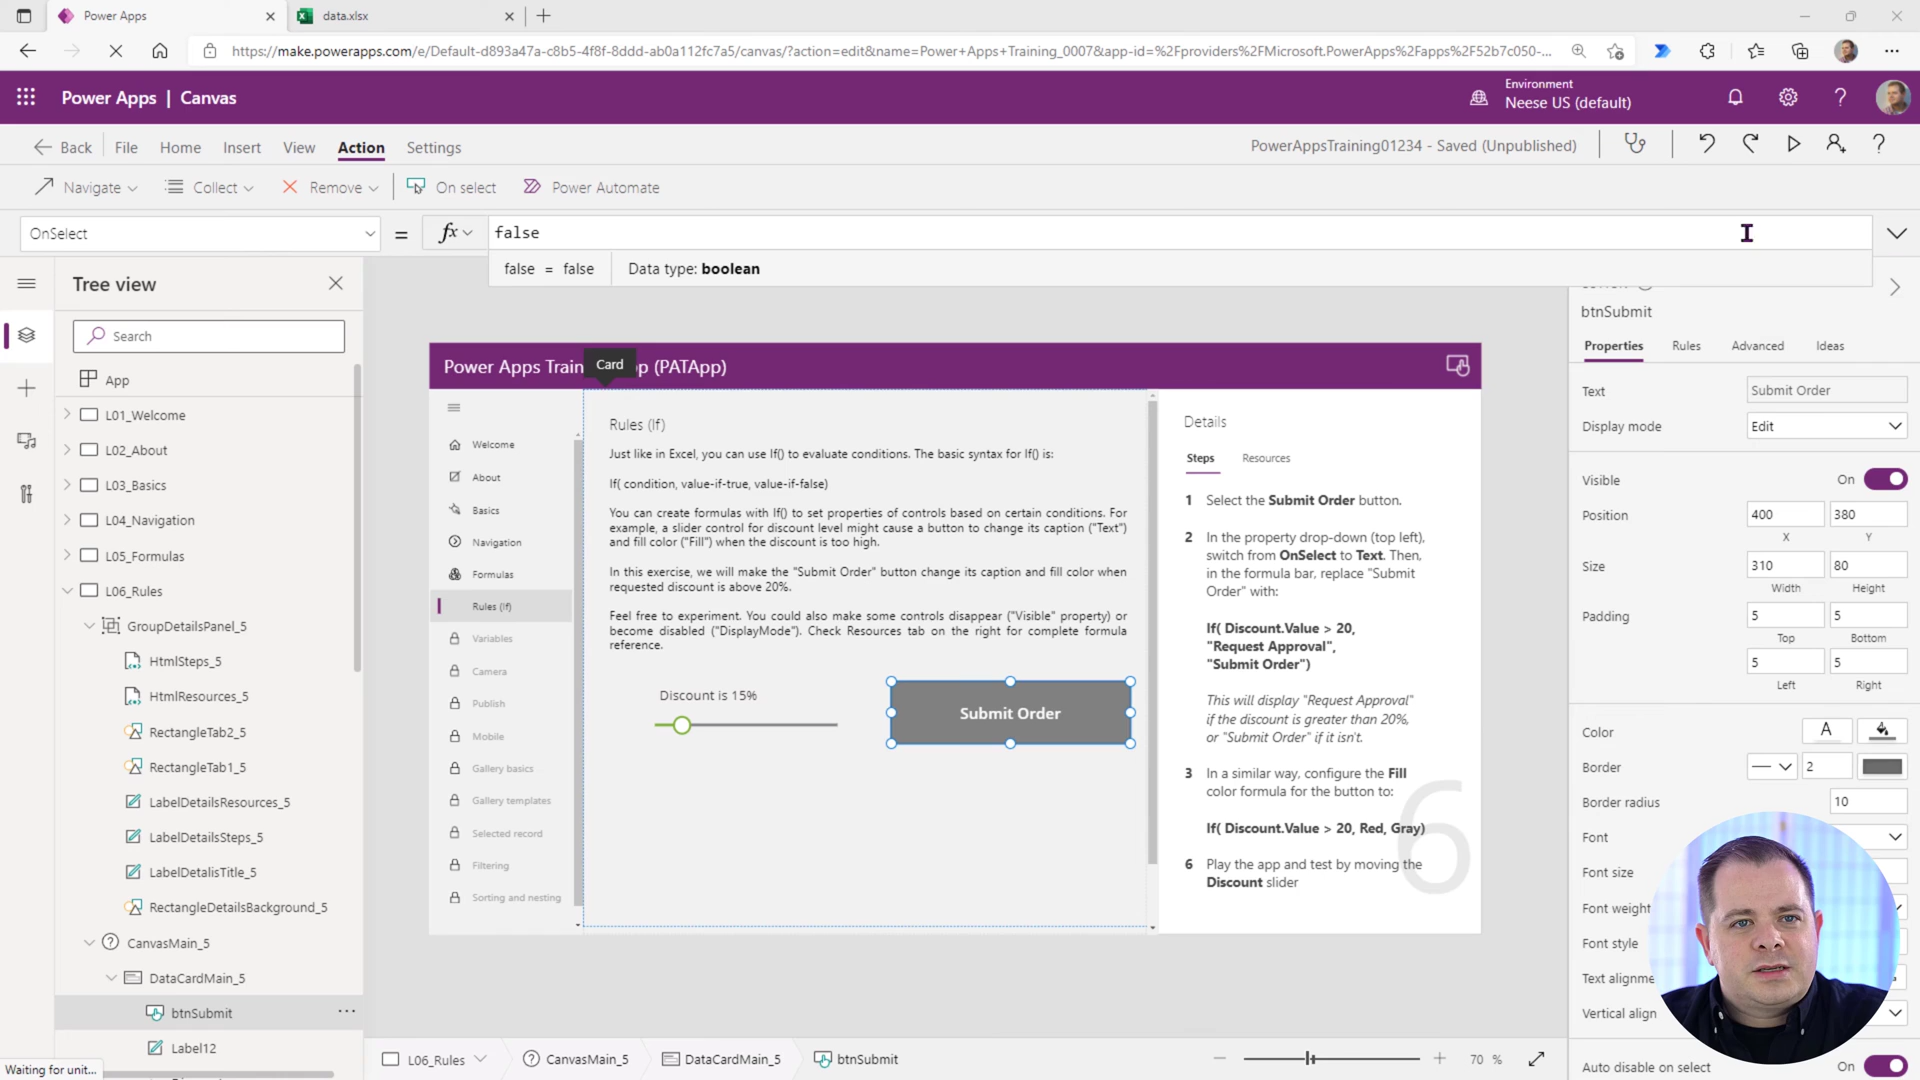 Power Apps
data.xlsx
https://make.powerapps.com/e/Default-d893a47a-c8b5-4f8f-8ddd-ab0a112fc7a5/canvas/?action=edit&name=Power+Apps+Training_0007&app-id=%2Fproviders%2FMicrosoft.PowerApps%2Fapps%2F52b7c050-...
Power Apps | Canvas
Environment
Neese US (default)
Back
File
Home
Insert
View
Action
Settings
PowerAppsTraining01234 - Saved (Unpublished)
Navigate
Collect
Remove
On select
Power Automate
OnSelect
=
fx
false
false = false
Data type: boolean
Tree view
Search
App
L01_Welcome
L02_About
L03_Basics
L04_Navigation
L05_Formulas
L06_Rules
GroupDetailsPanel_5
HtmlSteps_5
HtmlResources_5
RectangleTab2_5
RectangleTab1_5
LabelDetailsResources_5
LabelDetailsSteps_5
LabelDetalisTitle_5
RectangleDetailsBackground_5
CanvasMain_5
DataCardMain_5
btnSubmit
Label12
Waiting for unit...
Power Apps Train
Card
p (PATApp)
Welcome
About
Basics
Navigation
Formulas
Rules (If)
Variables
Camera
Publish
Mobile
Gallery basics
Gallery templates
Selected record
Filtering
Sorting and nesting
Rules (If)
Just like in Excel, you can use If() to evaluate conditions. The basic syntax for If() is:
If( condition, value-if-true, value-if-false)
You can create formulas with If() to set properties of controls based on certain conditions. For
example, a slider control for discount level might cause a button to change its caption ("Text")
and fill color ("Fill") when the discount is too high.
In this exercise, we will make the "Submit Order" button change its caption and fill color when
requested discount is above 20%.
Feel free to experiment. You could also make some controls disappear ("Visible" property) or
become disabled ("DisplayMode"). Check Resources tab on the right for complete formula
reference.
Discount is 15%
Submit Order
Details
Steps
Resources
1 Select the Submit Order button.
2 In the property drop-down (top left),
switch from OnSelect to Text. Then,
in the formula bar, replace "Submit
Order" with:
If( Discount.Value > 20,
"Request Approval",
"Submit Order")
This will display "Request Approval"
if the discount is greater than 20%,
or "Submit Order" if it isn't.
3 In a similar way, configure the Fill
color formula for the button to:
If( Discount.Value > 20, Red, Gray)
6 Play the app and test by moving the
Discount slider
6
btnSubmit
Properties
Rules
Advanced
Ideas
Text
Submit Order
Display mode
Edit
Visible
On
Position
400
380
X
Y
Size
310
80
Width
Height
Padding
5
5
Top
Bottom
5
5
Left
Right
Color
A
Border
2
Border radius
10
Font
Font size
Font weight
Font style
Text alignme
Vertical align
Auto disable on select
On
L06_Rules
CanvasMain_5
DataCardMain_5
btnSubmit
70 %